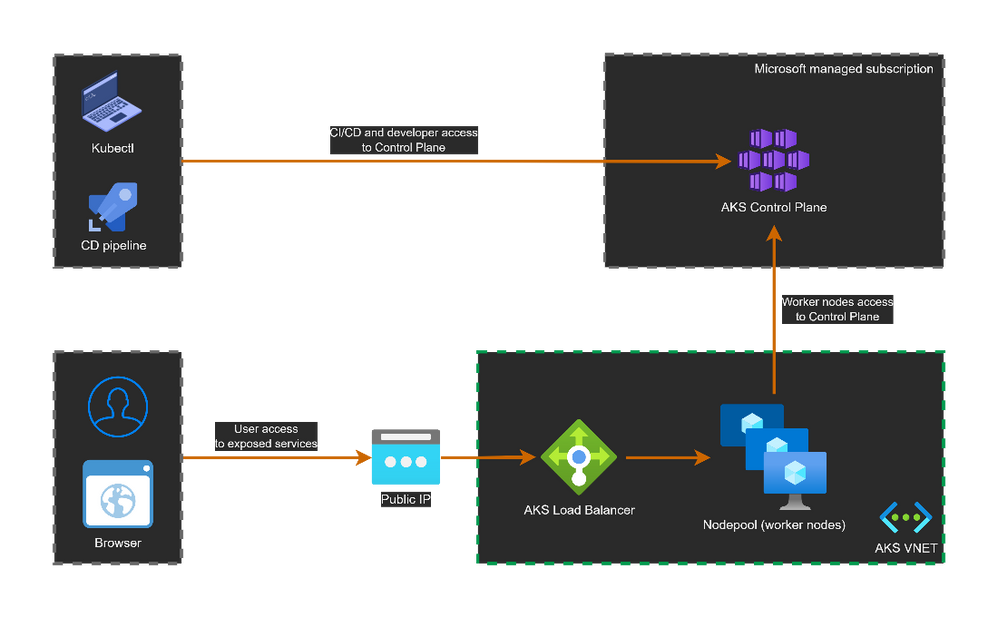 Microsoft managed subscription
Kubectl
CI/CD and developer access
to Control Plane
AKS Control Plane
CD pipeline
Worker nodes access
to Control Plane
User access
to exposed services
Public IP
AKS Load Balancer
Nodepool (worker nodes)
Browser
AKS VNET